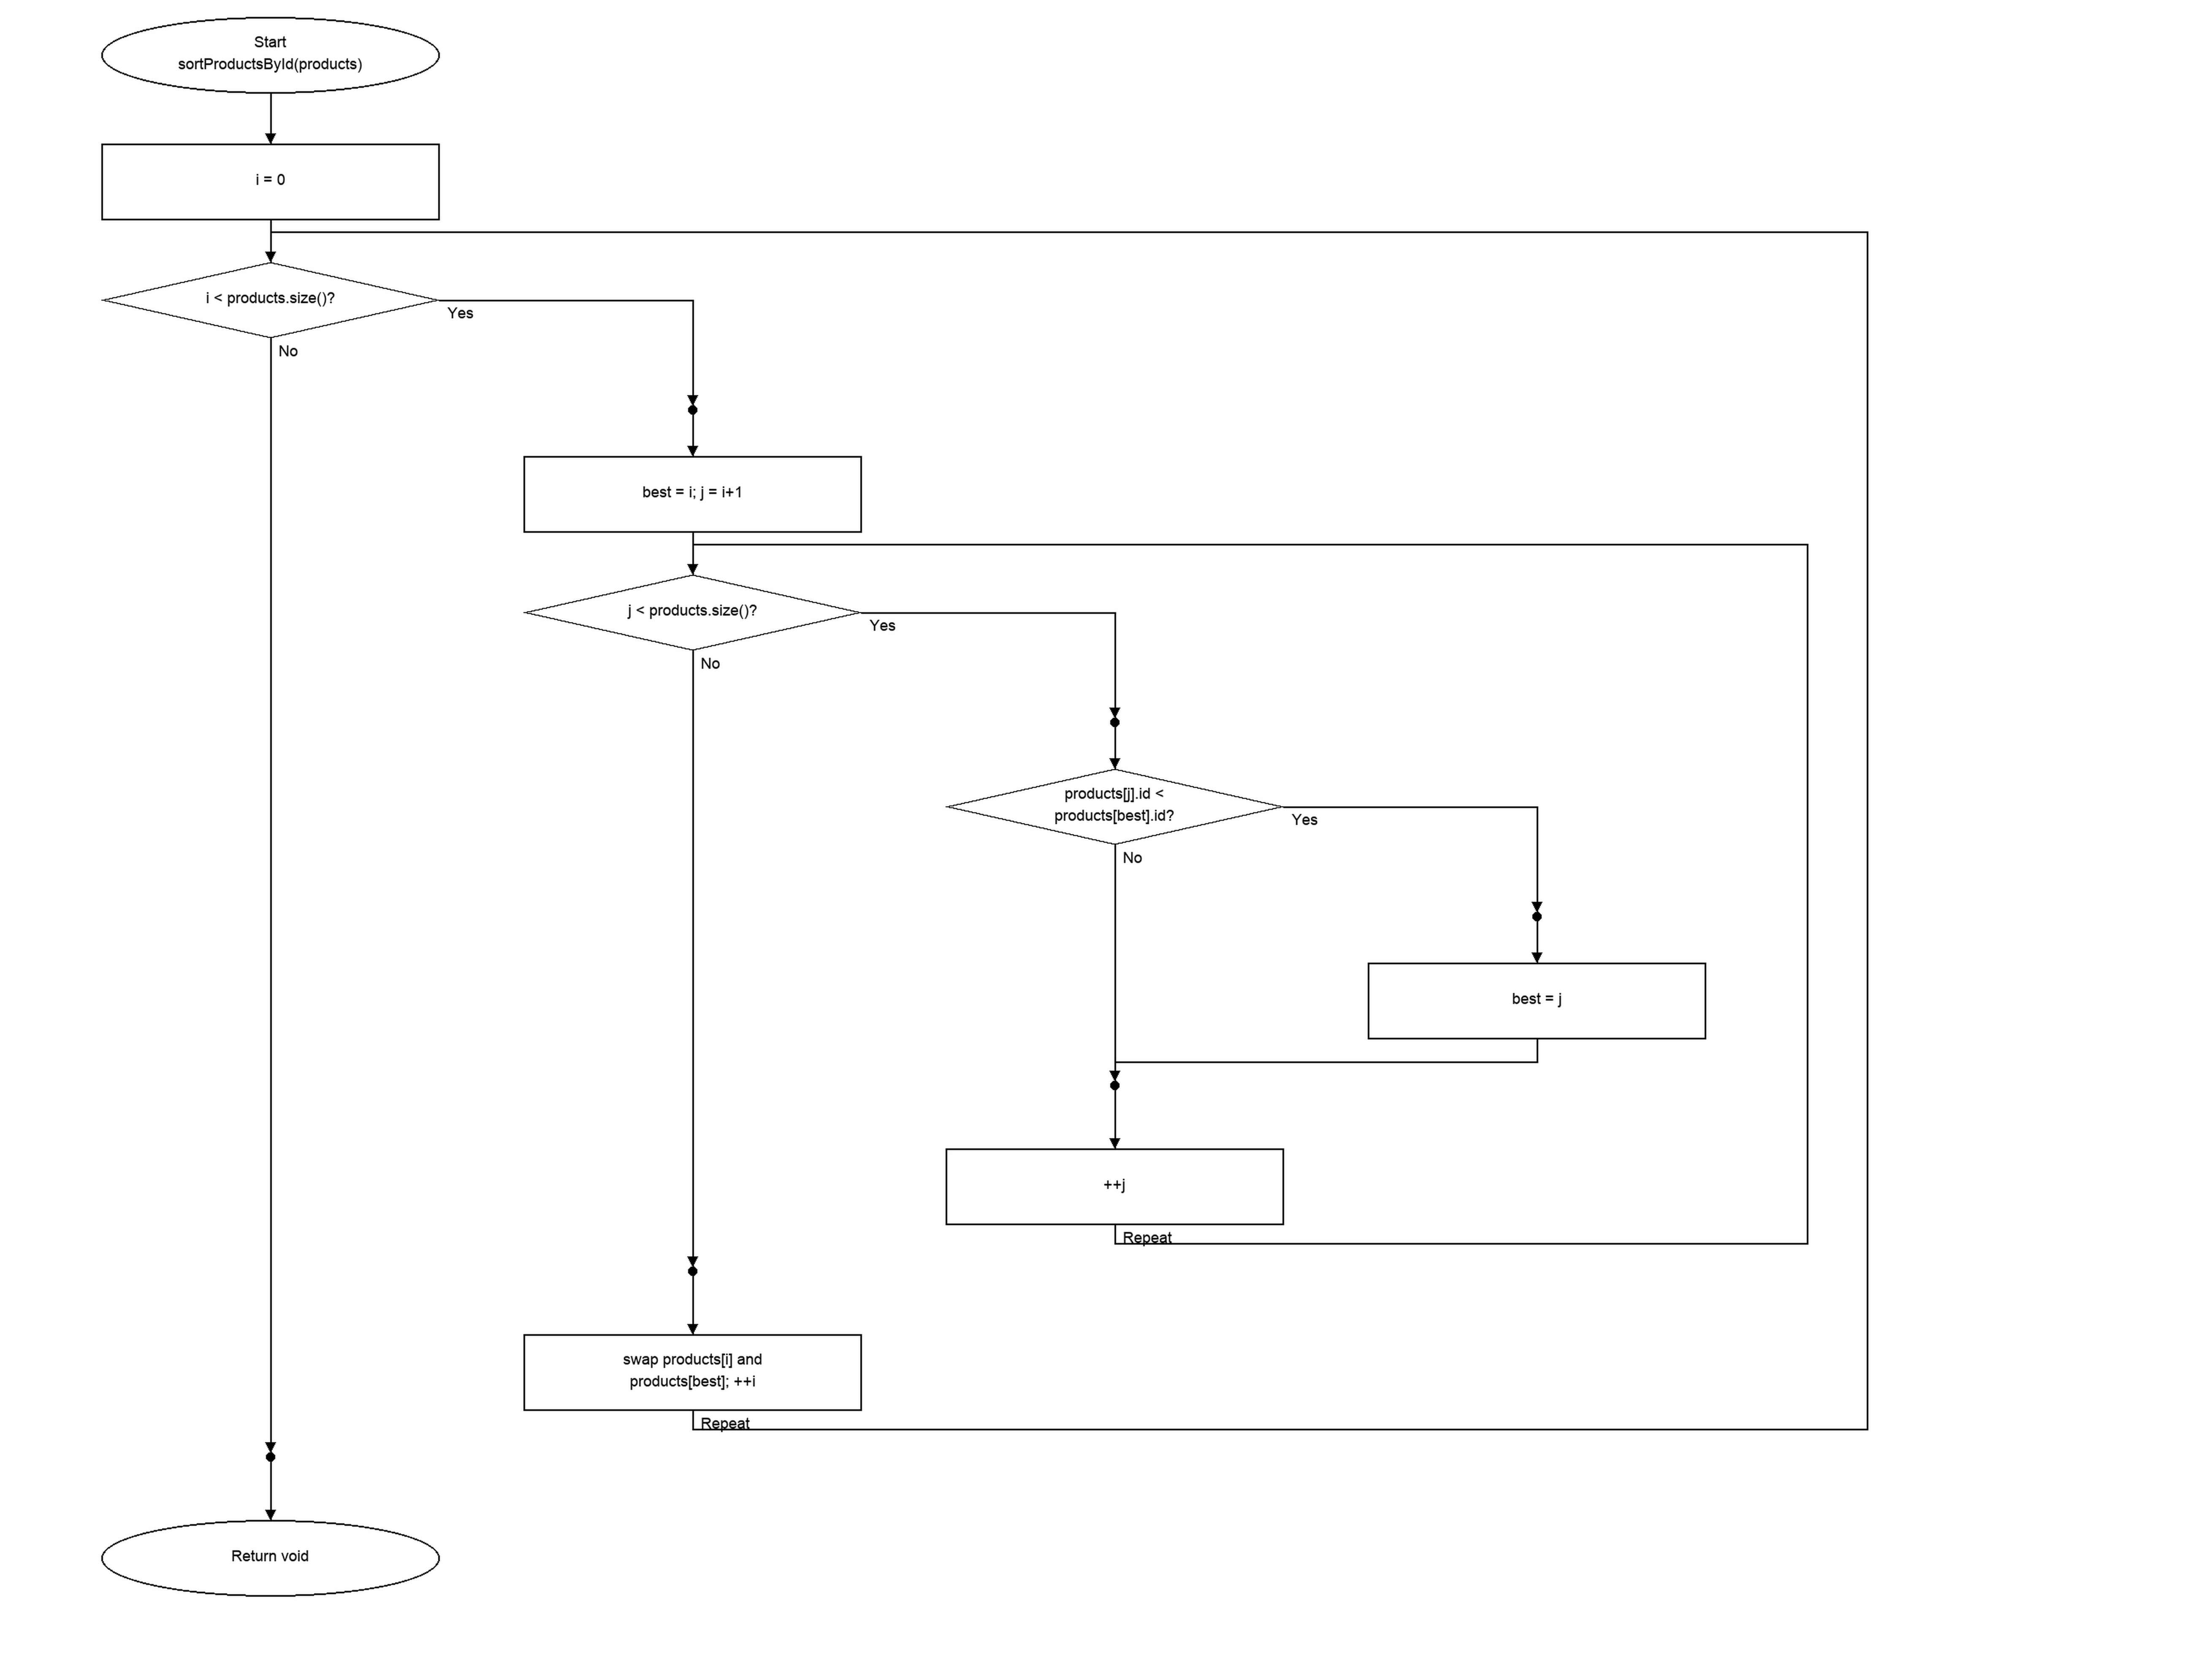 Start
sortProductsById(products)
i = 0
i < products.size()?
Yes
No
best = i; j = i+1
j < products.size()?
Yes
No
products[j].id <
products[best].id?
Yes
No
best = j
++j
Repeat
swap products[i] and
products[best]; ++i
Repeat
Return void